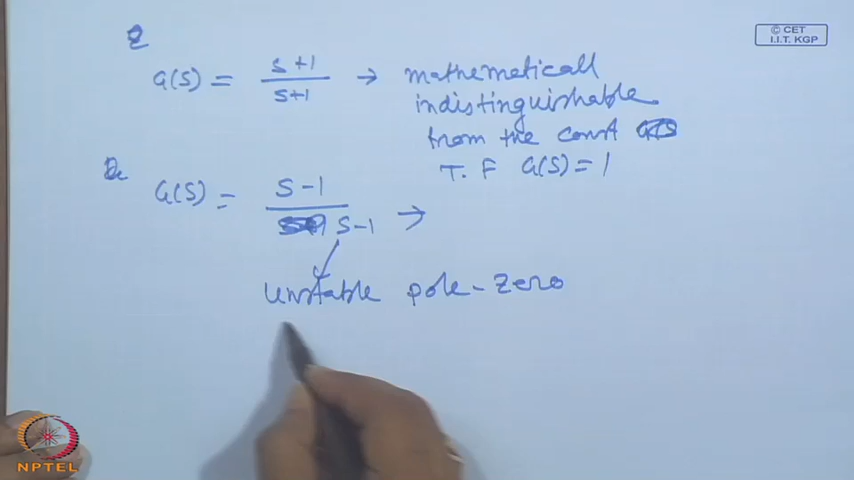 © CET
I.I.T. KGP
G(S) = s+1 / s+1 → mathematicall
indistinguishable
from the const
T.F G(S) = 1
G(S) = S-1 / S-1 →
unstable pole-zero
NPTEL